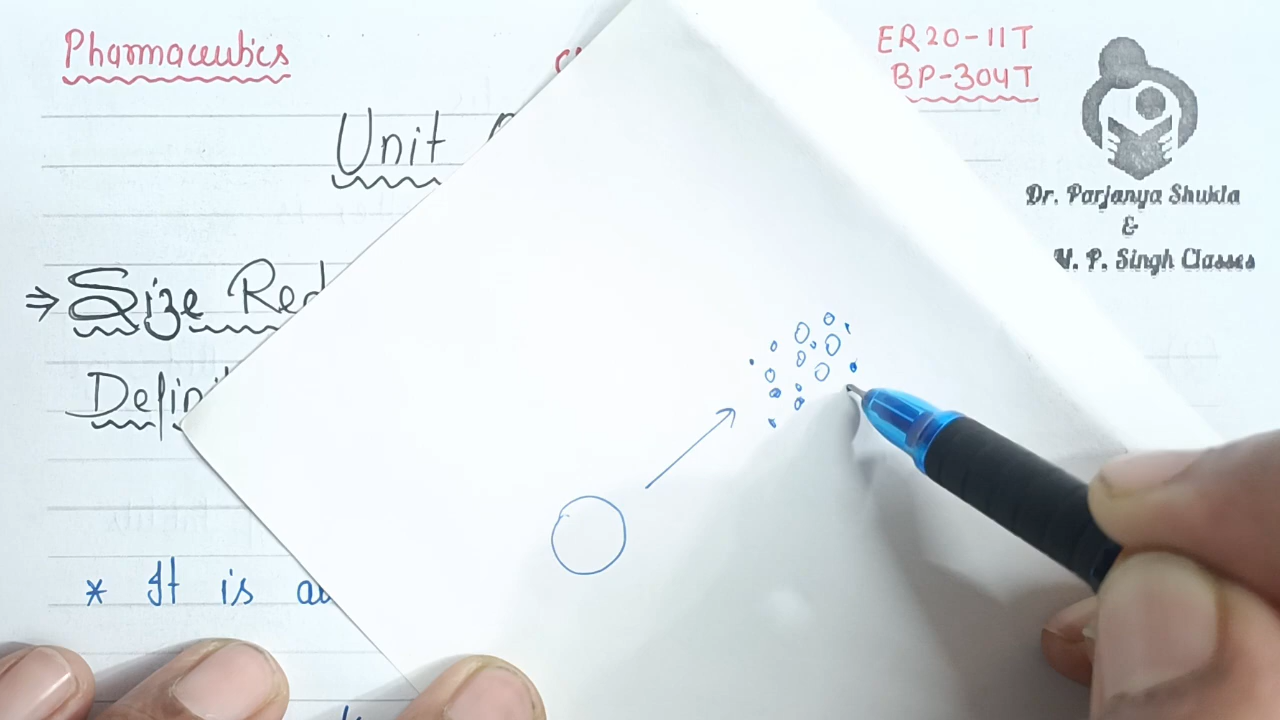 Pharmaceutics
ER20-11T
BP-304T
Unit
Dr. Parjanya Shukla
&
V. P. Singh Classes
⇒ Size Red
Defin
* It is